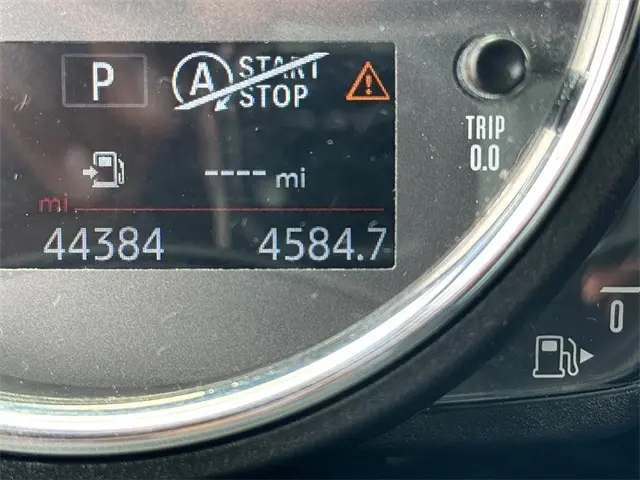 P
A START
STOP
TRIP
0.0
---- mi
mi
44384 4584.7
0